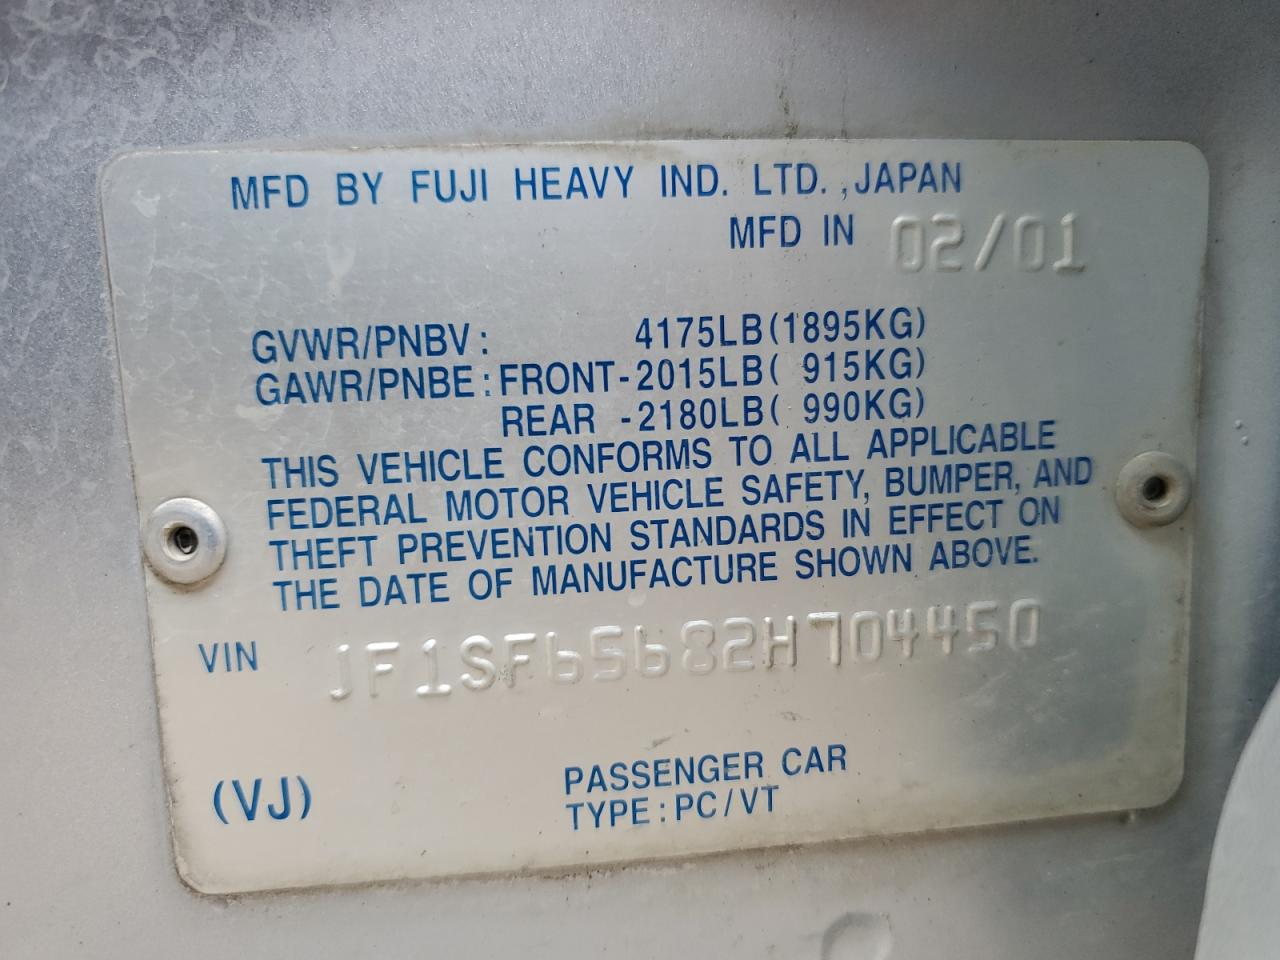 MFD BY FUJI HEAVY IND. LTD. ,JAPAN
MFD IN 02/01
GVWR/PNBV: 4175LB(1895KG)
GAWR/PNBE:FRONT-2015LB( 915KG)
REAR -2180LB( 990KG)
THIS VEHICLE CONFORMS TO ALL APPLICABLE
FEDERAL MOTOR VEHICLE SAFETY, BUMPER, AND
THEFT PREVENTION STANDARDS IN EFFECT ON
THE DATE OF MANUFACTURE SHOWN ABOVE.
VIN JF1SF65682H704450
(VJ) PASSENGER CAR
TYPE:PC/VT